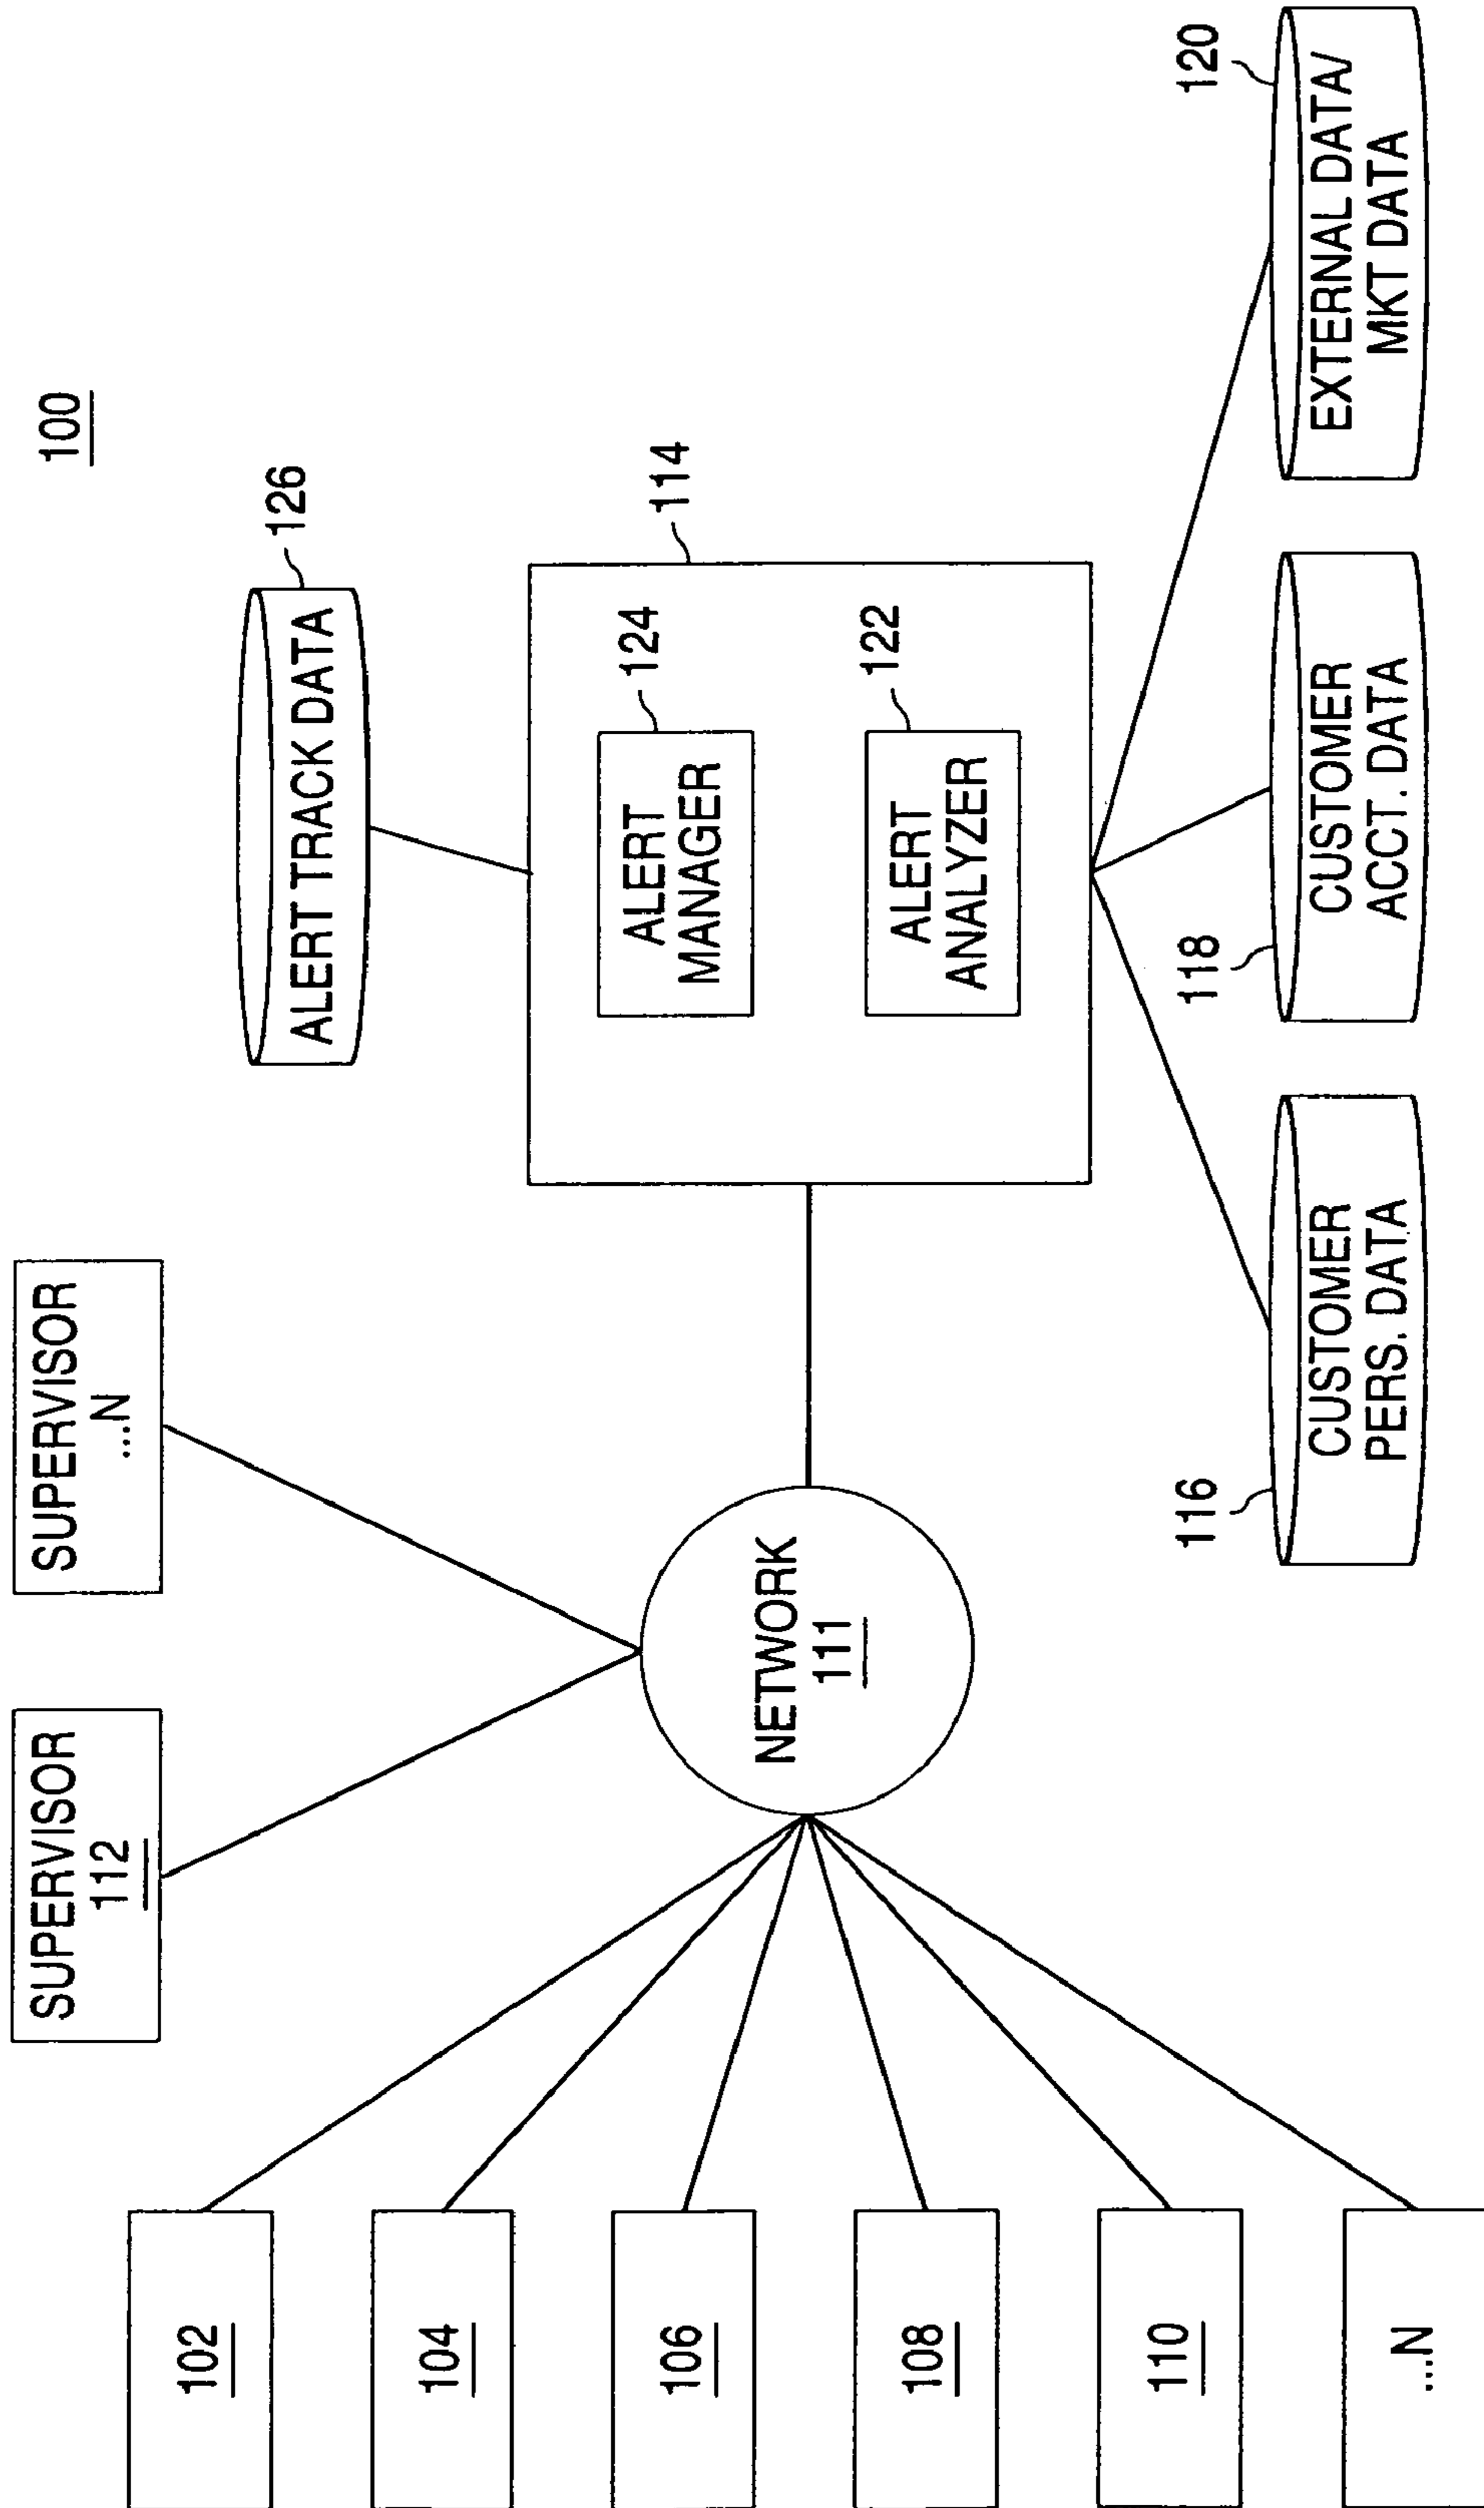 100
SUPERVISOR
112
SUPERVISOR
...N
126
ALERT TRACK DATA
114
102
104
106
108
110
...N
NETWORK
111
124
ALERT
MANAGER
122
ALERT
ANALYZER
116
CUSTOMER
PERS. DATA
118
CUSTOMER
ACCT. DATA
120
EXTERNAL DATA/
MKT DATA